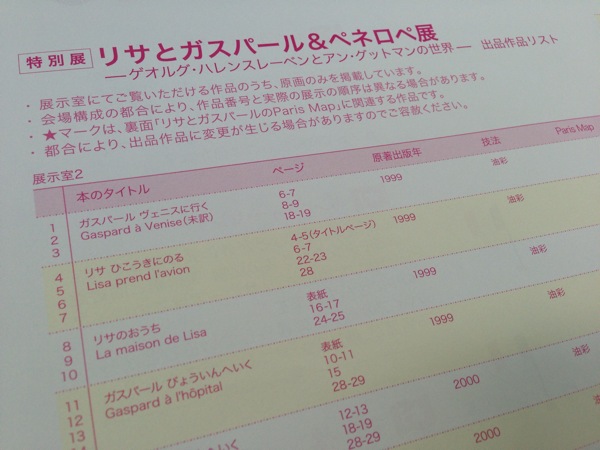 特別展 リサとガスパール&ペネロペ展
―ゲオルグ・ハレンスレーベンとアン・グットマンの世界― 出品作品リスト
・展示室にてご覧いただける作品のうち、原画のみを掲載しています。
・会場構成の都合により、作品番号と実際の展示の順序は異なる場合があります。
・★マークは、裏面「リサとガスパールのParis Map」に関連する作品です。
・都合により、出品作品に変更が生じる場合がありますのでご容赦ください。
展示室2
本のタイトル ページ 原著出版年 技法 Paris Map
1 ガスパール ヴェニスに行く 6-7 1999 油彩
2 Gaspard à Venise(未訳) 8-9
3 18-19
4 リサ ひこうきにのる 4-5(タイトルページ) 1999 油彩
5 Lisa prend l'avion 6-7
6 22-23
7 28
8 リサのおうち 表紙 1999 油彩
9 La maison de Lisa 16-17
10 24-25
11 ガスパール びょういんへいく 表紙 1999 油彩
12 Gaspard à l'hôpital 10-11
13 15
28-29
12-13 2000 油彩
いく 18-19
28-29
2000